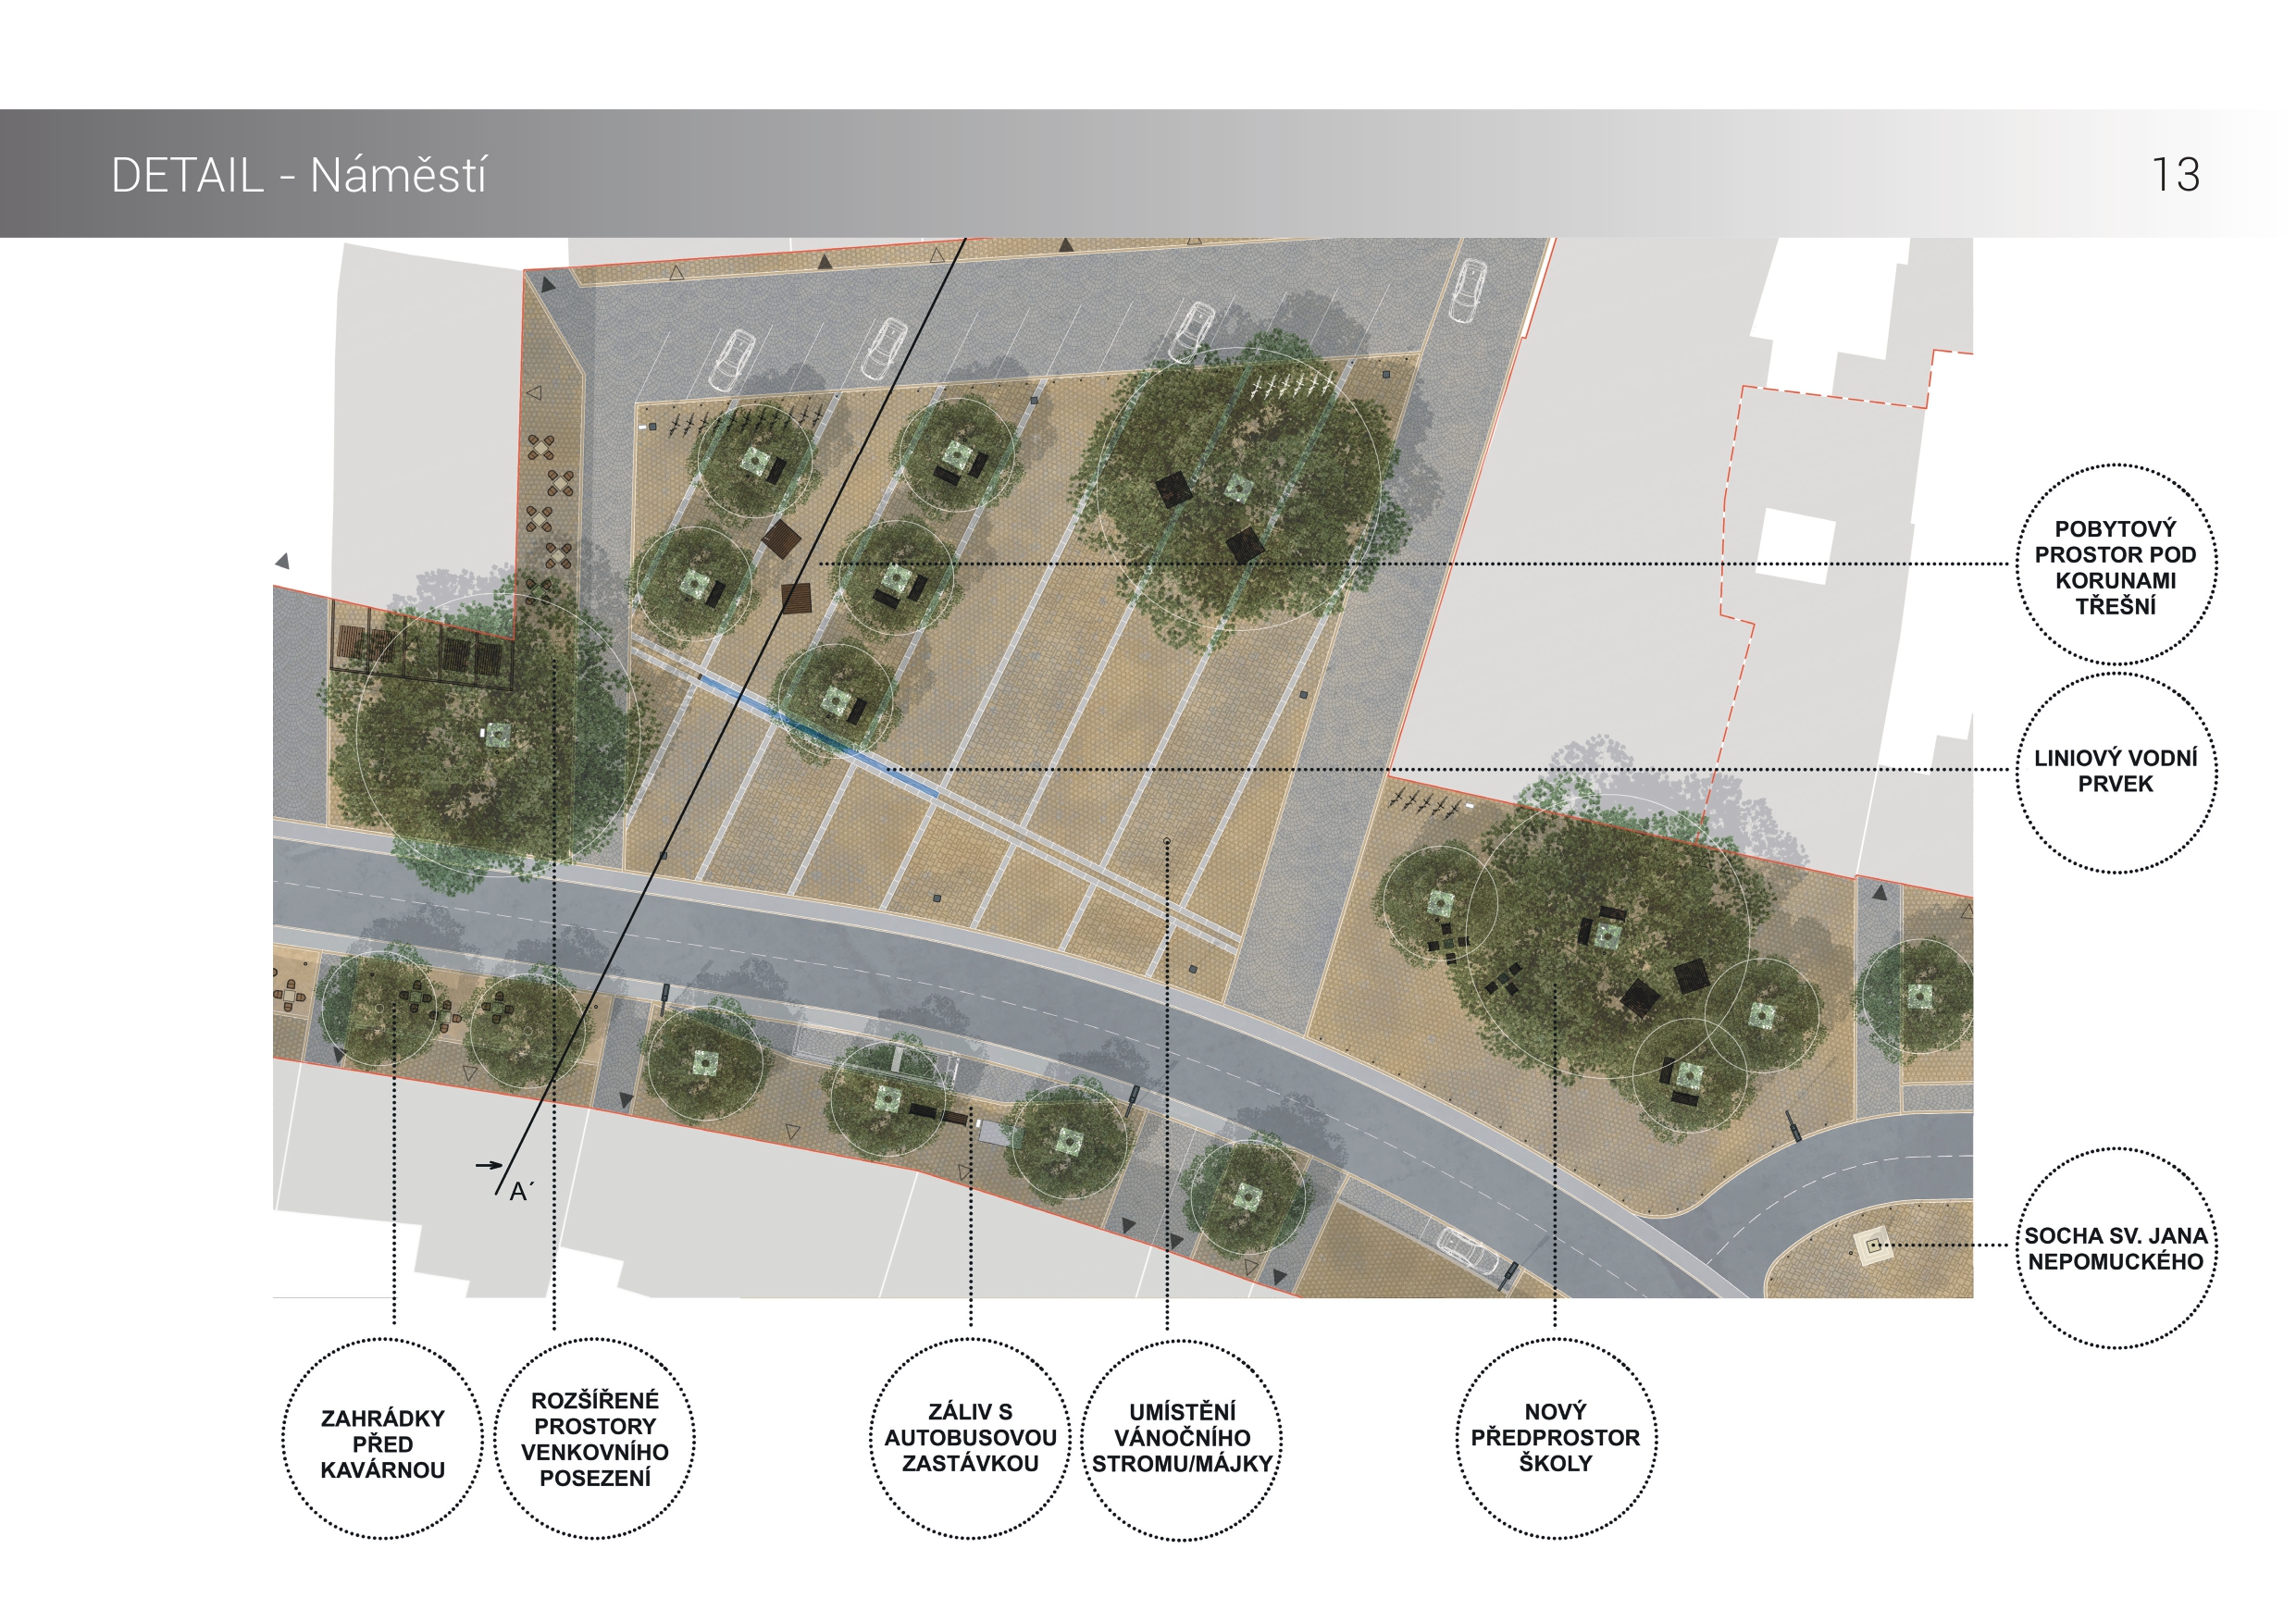 DETAIL - Náměstí
13
POBYTOVÝ
PROSTOR POD
KORUNAMI
TŘEŠNÍ
LINIOVÝ VODNÍ
PRVEK
A´
SOCHA SV. JANA
NEPOMUCKÉHO
ZAHRÁDKY
PŘED
KAVÁRNOU
ROZŠÍŘENÉ
PROSTORY
VENKOVNÍHO
POSEZENÍ
ZÁLIV S
AUTOBUSOVOU
ZASTÁVKOU
UMÍSTĚNÍ
VÁNOČNÍHO
STROMU/MÁJKY
NOVÝ
PŘEDPROSTOR
ŠKOLY